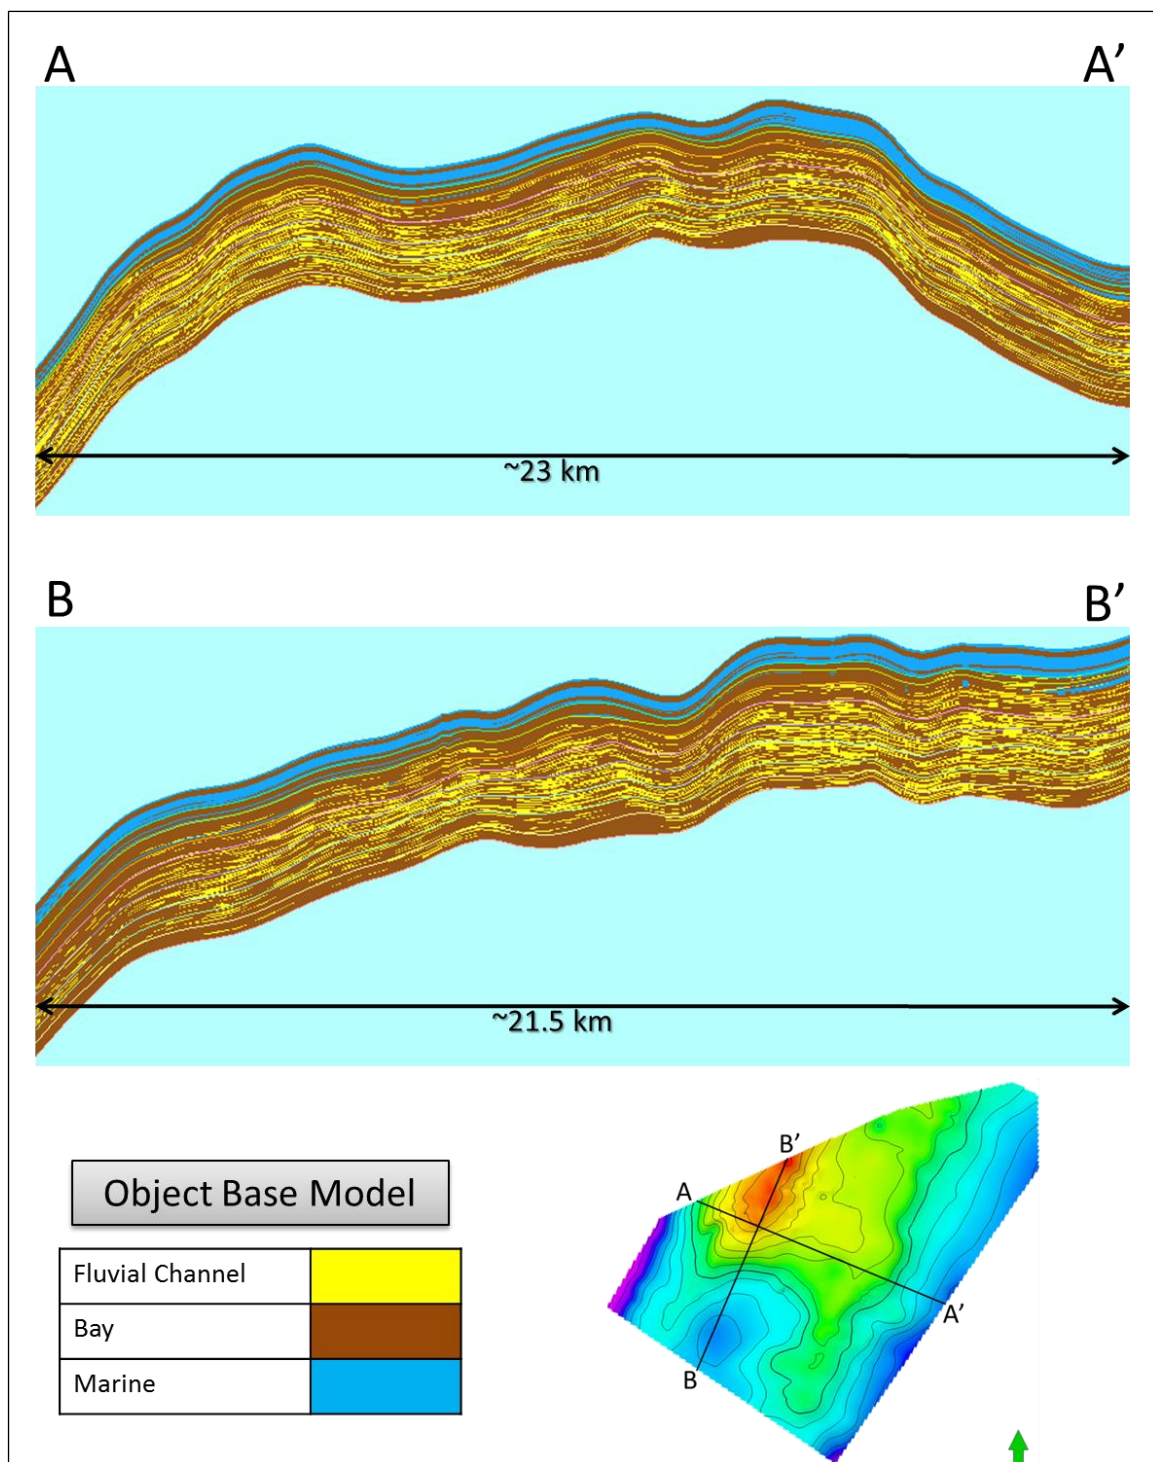 A A’
~23 km
B B’
~21.5 km
Object Base Model
Fluvial Channel
Bay
Marine
B’
A
A’
B